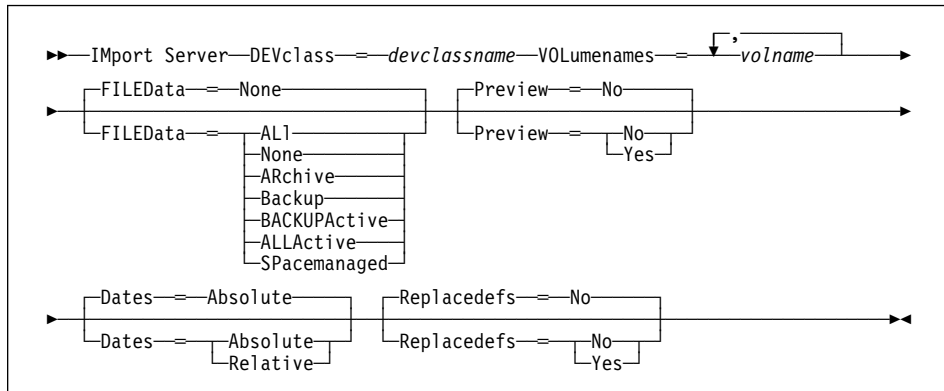 ,
IMport Server DEVclass = devclassname VOLumenames = volname
FILEData = None Preview = No
FILEData = ALl Preview = No
None Yes
ARchive
Backup
BACKUPActive
ALLActive
SPacemanaged
Dates = Absolute Replacedefs = No
Dates = Absolute Replacedefs = No
Relative Yes